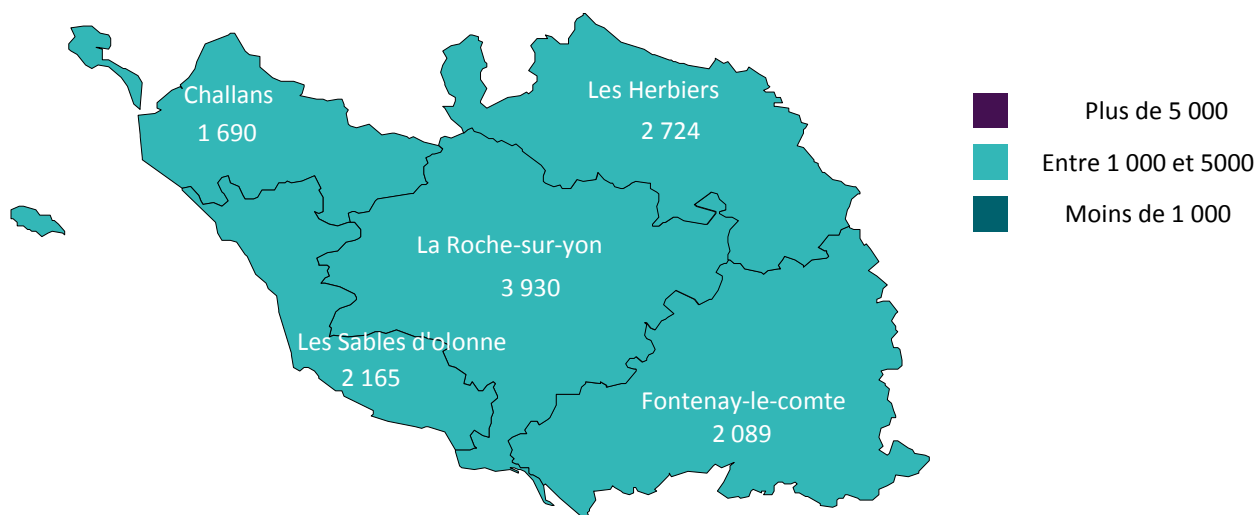 Challans
1 690
Les Herbiers
2 724
La Roche-sur-yon
3 930
Les Sables d'olonne
2 165
Fontenay-le-comte
2 089
Plus de 5 000
Entre 1 000 et 5000
Moins de 1 000